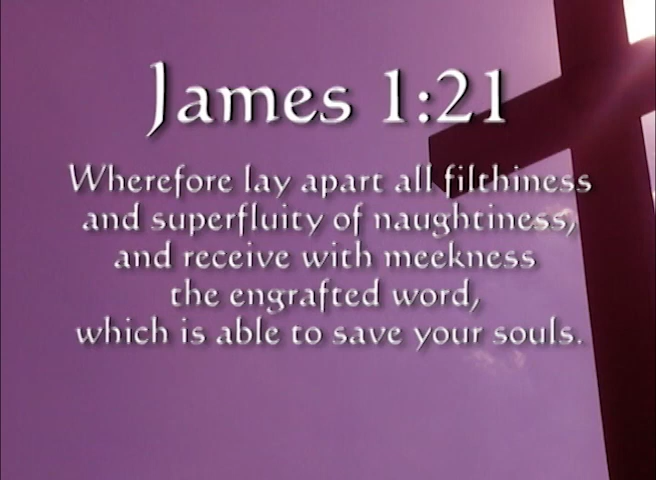 James 1:21
Wherefore lay apart all filthiness
and superfluity of naughtiness,
and receive with meekness
the engrafted word,
which is able to save your souls.